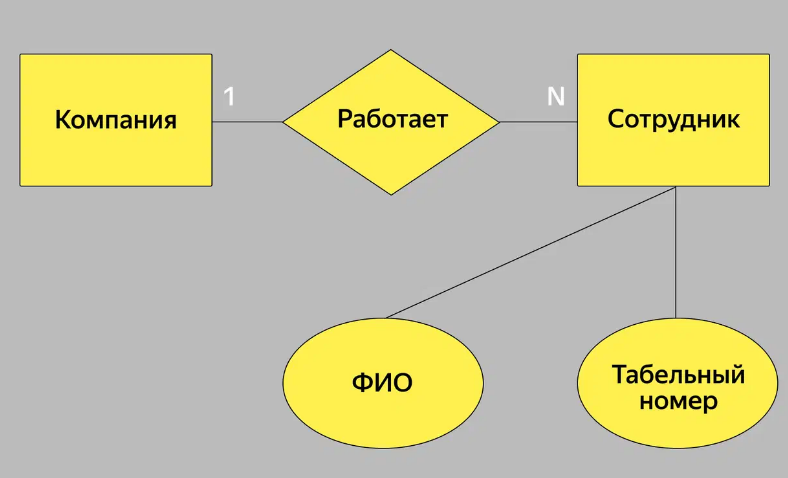 Компания
1
Работает
N
Сотрудник
ФИО
Табельный
номер